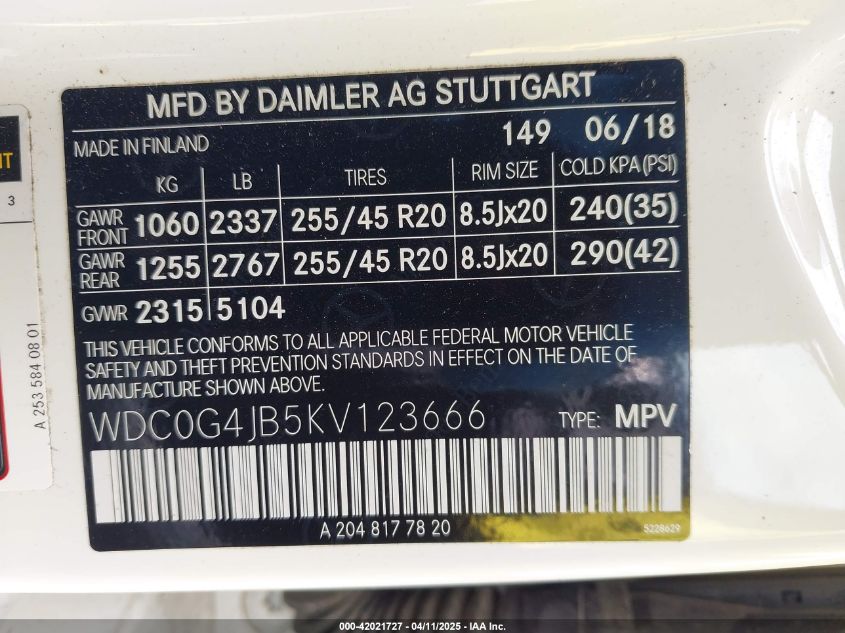 MFD BY DAIMLER AG STUTTGART
MADE IN FINLAND 149 06/18
KG LB TIRES RIM SIZE COLD KPA(PSI)
GAWR FRONT 1060 2337 255/45 R20 8.5Jx20 240(35)
GAWR REAR 1255 2767 255/45 R20 8.5Jx20 290(42)
GVWR 2315 5104
THIS VEHICLE CONFORMS TO ALL APPLICABLE FEDERAL MOTOR VEHICLE
SAFETY AND THEFT PREVENTION STANDARDS IN EFFECT ON THE DATE OF
MANUFACTURE SHOWN ABOVE.
WDC0G4JB5KV123666 TYPE: MPV
A 204 817 78 20 5228629
3
A 253 584 08 01
000-42021727 - 04/11/2025 - IAA Inc.